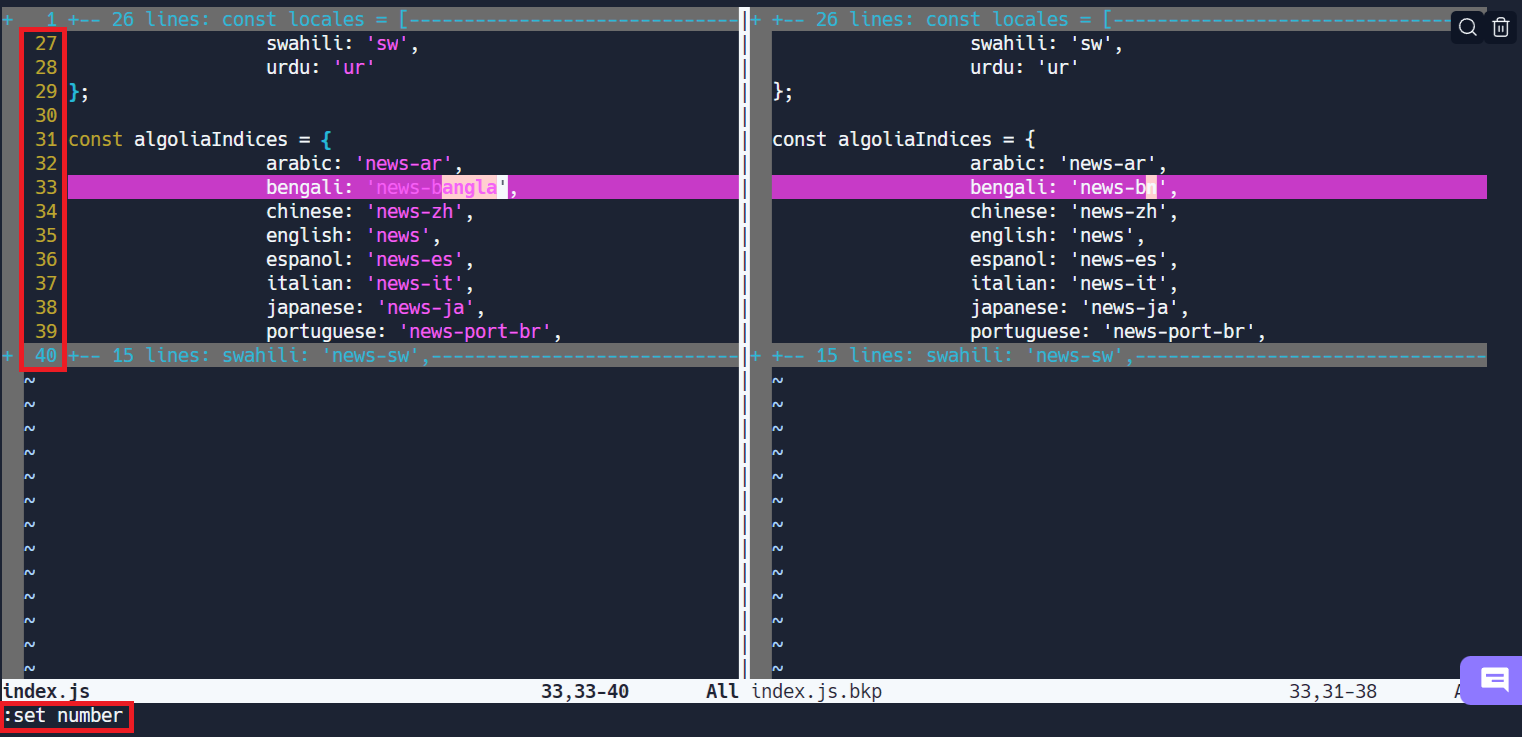 +  1 +-- 26 lines: const locales = [------------------------------
27 swahili: 'sw',
28 urdu: 'ur'
29 };
30
31 const algoliaIndices = {
32 arabic: 'news-ar',
33 bengali: 'news-bangla',
34 chinese: 'news-zh',
35 english: 'news',
36 espanol: 'news-es',
37 italian: 'news-it',
38 japanese: 'news-ja',
39 portuguese: 'news-port-br',
+ 40 +-- 15 lines: swahili: 'news-sw',----------------------------
~
~
~
~
~
~
~
~
~
~
~
~
~
index.js 33,33-40 All
:set number
+ +-- 26 lines: const locales = [-------------------------------
swahili: 'sw',
urdu: 'ur'
};
const algoliaIndices = {
arabic: 'news-ar',
bengali: 'news-bn',
chinese: 'news-zh',
english: 'news',
espanol: 'news-es',
italian: 'news-it',
japanese: 'news-ja',
portuguese: 'news-port-br',
+ +-- 15 lines: swahili: 'news-sw',--------------------------------
~
~
~
~
~
~
~
~
~
~
~
~
~
index.js.bkp 33,31-38